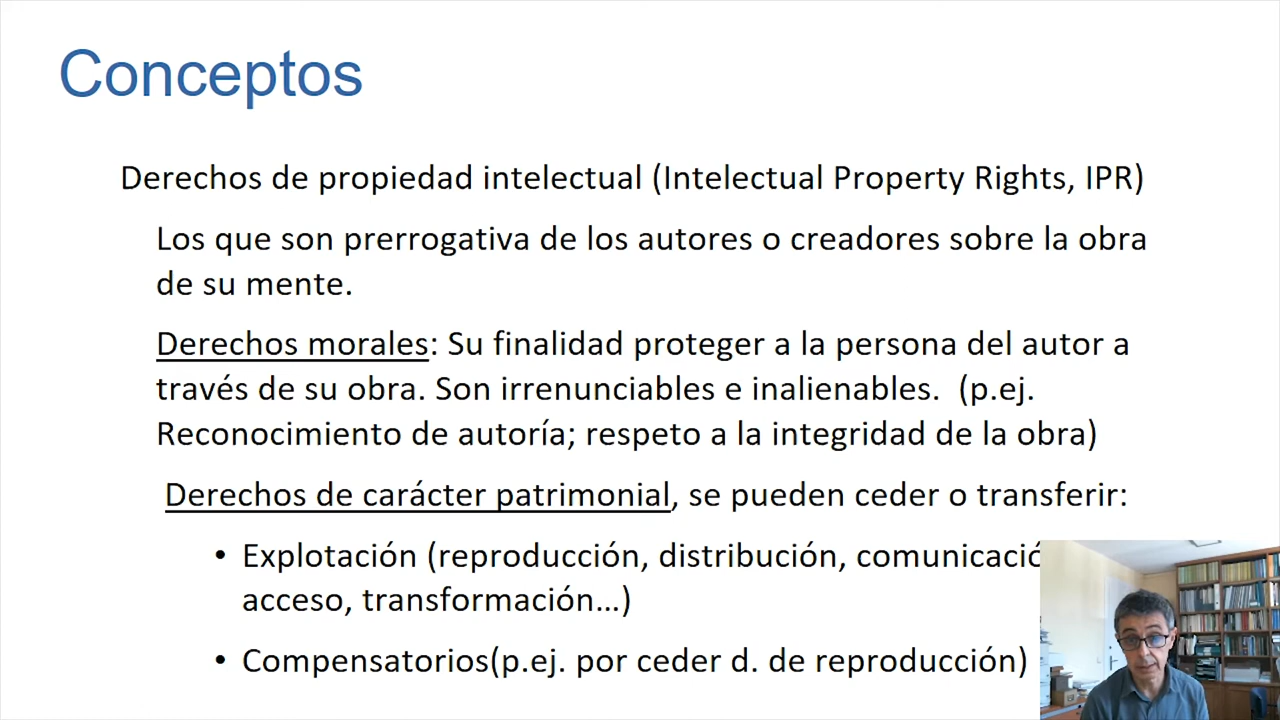 Conceptos
Derechos de propiedad intelectual (Intelectual Property Rights, IPR)
Los que son prerrogativa de los autores o creadores sobre la obra
de su mente.
Derechos morales: Su finalidad proteger a la persona del autor a
través de su obra. Son irrenunciables e inalienables. (p.ej.
Reconocimiento de autoría; respeto a la integridad de la obra)
Derechos de carácter patrimonial, se pueden ceder o transferir:
• Explotación (reproducción, distribución,
acceso, transformación…)
• Compensatorios(p.ej. por ceder d. de reproducción)